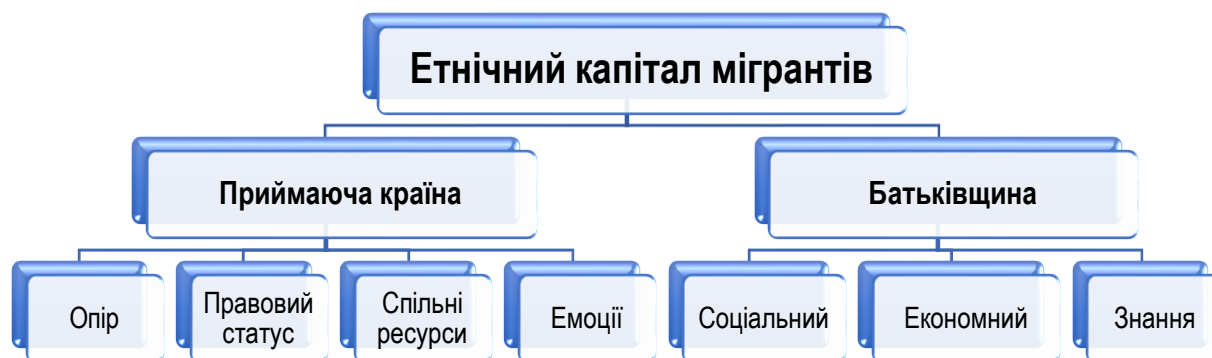 Етнічний капітал мігрантів
Приймаюча країна
Батьківщина
Опір
Правовий
статус
Спільні
ресурси
Емоції
Соціальний
Економний
Знання